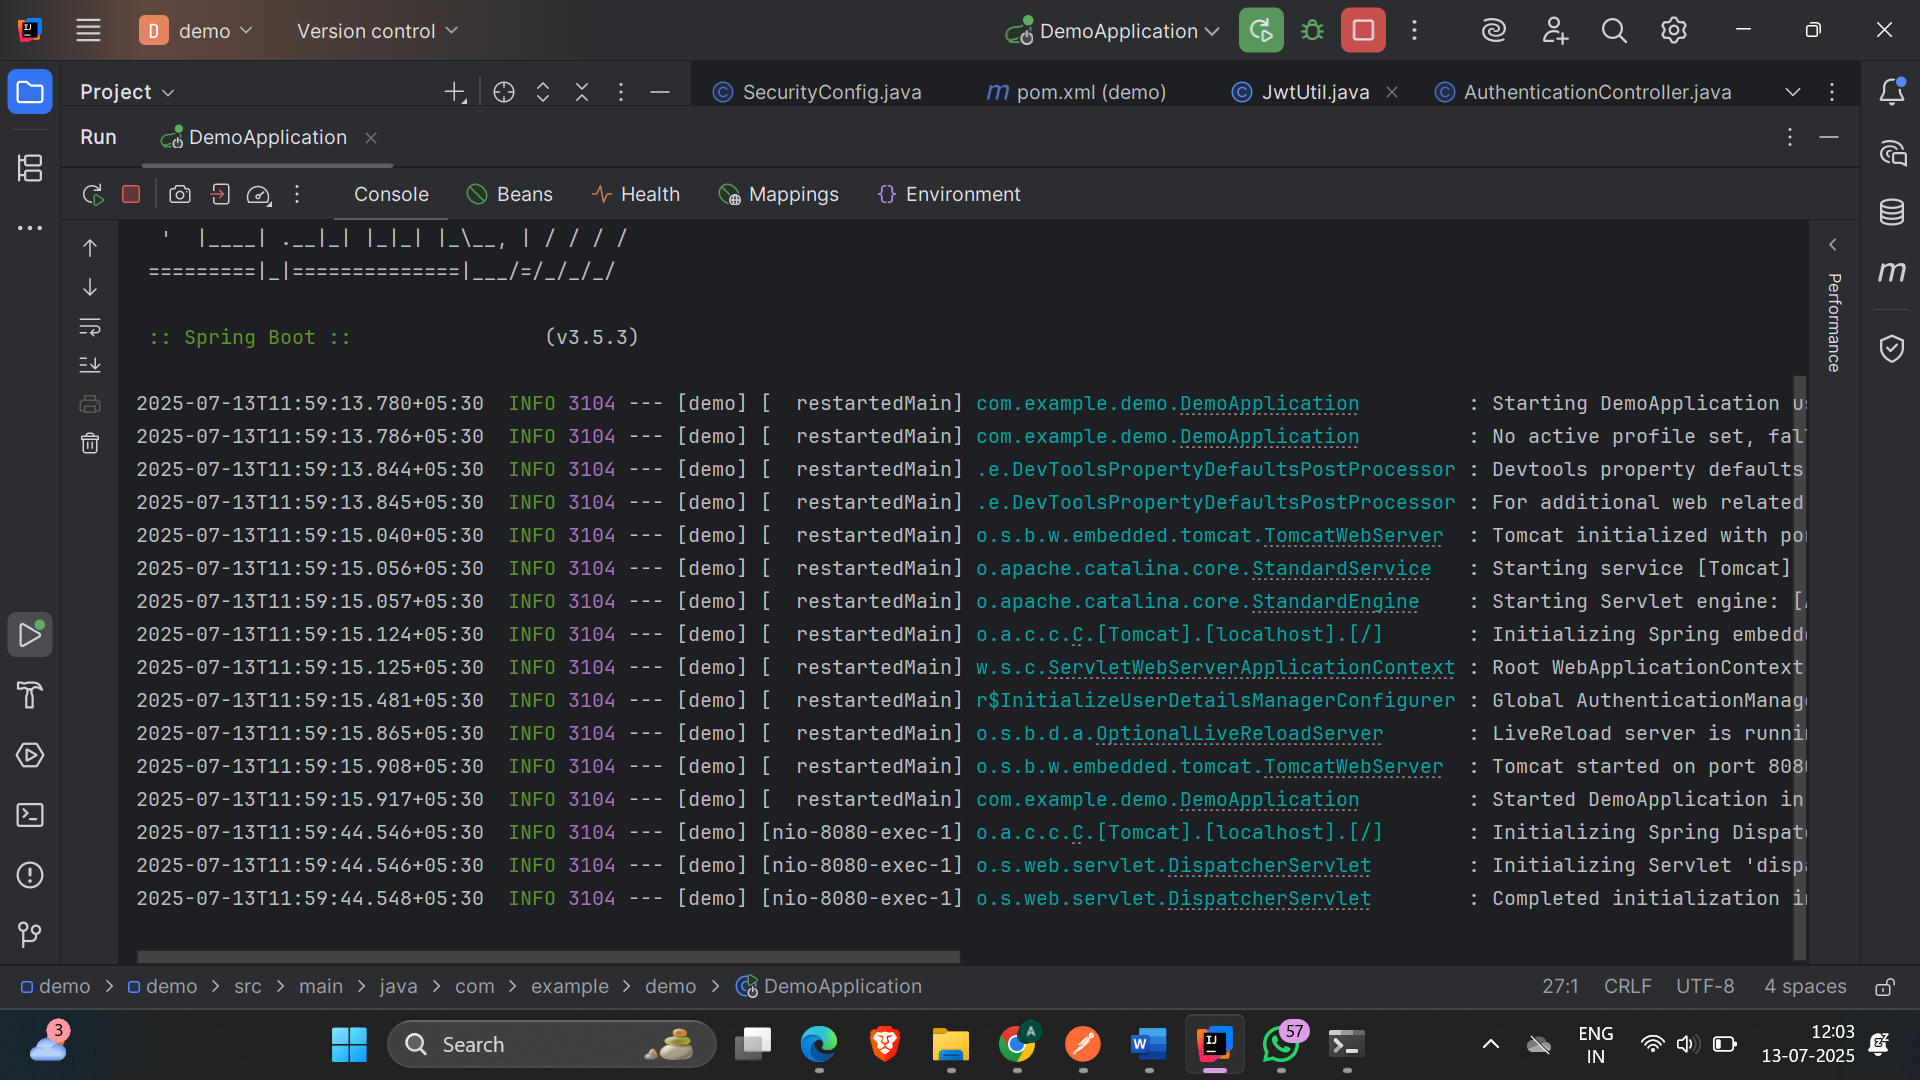 D demo
Version control
DemoApplication
Project
SecurityConfig.java
m pom.xml (demo)
JwtUtil.java
AuthenticationController.java
Run
DemoApplication
Console
Beans
Health
Mappings
Environment
Performance
'  |____| .__|_| |_|_| |_\__, | / / / /
=========|_|==============|___/=/_/_/_/
:: Spring Boot :: (v3.5.3)
2025-07-13T11:59:13.780+05:30  INFO 3104 --- [demo] [  restartedMain] com.example.demo.DemoApplication : Starting DemoApplication
2025-07-13T11:59:13.786+05:30  INFO 3104 --- [demo] [  restartedMain] com.example.demo.DemoApplication : No active profile set,
2025-07-13T11:59:13.844+05:30  INFO 3104 --- [demo] [  restartedMain] .e.DevToolsPropertyDefaultsPostProcessor : Devtools property defaults
2025-07-13T11:59:13.845+05:30  INFO 3104 --- [demo] [  restartedMain] .e.DevToolsPropertyDefaultsPostProcessor : For additional web related
2025-07-13T11:59:15.040+05:30  INFO 3104 --- [demo] [  restartedMain] o.s.b.w.embedded.tomcat.TomcatWebServer : Tomcat initialized with
2025-07-13T11:59:15.056+05:30  INFO 3104 --- [demo] [  restartedMain] o.apache.catalina.core.StandardService : Starting service [Tomcat]
2025-07-13T11:59:15.057+05:30  INFO 3104 --- [demo] [  restartedMain] o.apache.catalina.core.StandardEngine : Starting Servlet engine: [
2025-07-13T11:59:15.124+05:30  INFO 3104 --- [demo] [  restartedMain] o.a.c.c.C.[Tomcat].[localhost].[/] : Initializing Spring
2025-07-13T11:59:15.125+05:30  INFO 3104 --- [demo] [  restartedMain] w.s.c.ServletWebServerApplicationContext : Root WebApplicationContext
2025-07-13T11:59:15.481+05:30  INFO 3104 --- [demo] [  restartedMain] r$InitializeUserDetailsManagerConfigurer : Global AuthenticationManag
2025-07-13T11:59:15.865+05:30  INFO 3104 --- [demo] [  restartedMain] o.s.b.d.a.OptionalLiveReloadServer : LiveReload server is
2025-07-13T11:59:15.908+05:30  INFO 3104 --- [demo] [  restartedMain] o.s.b.w.embedded.tomcat.TomcatWebServer : Tomcat started on port
2025-07-13T11:59:15.917+05:30  INFO 3104 --- [demo] [  restartedMain] com.example.demo.DemoApplication : Started DemoApplication in
2025-07-13T11:59:44.546+05:30  INFO 3104 --- [demo] [nio-8080-exec-1] o.a.c.c.C.[Tomcat].[localhost].[/] : Initializing Spring
2025-07-13T11:59:44.546+05:30  INFO 3104 --- [demo] [nio-8080-exec-1] o.s.web.servlet.DispatcherServlet : Initializing Servlet
2025-07-13T11:59:44.548+05:30  INFO 3104 --- [demo] [nio-8080-exec-1] o.s.web.servlet.DispatcherServlet : Completed initialization
demo > demo > src > main > java > com > example > demo > DemoApplication
27:1 CRLF UTF-8 4 spaces
3
Search
A
57
ENG
IN
12:03
13-07-2025